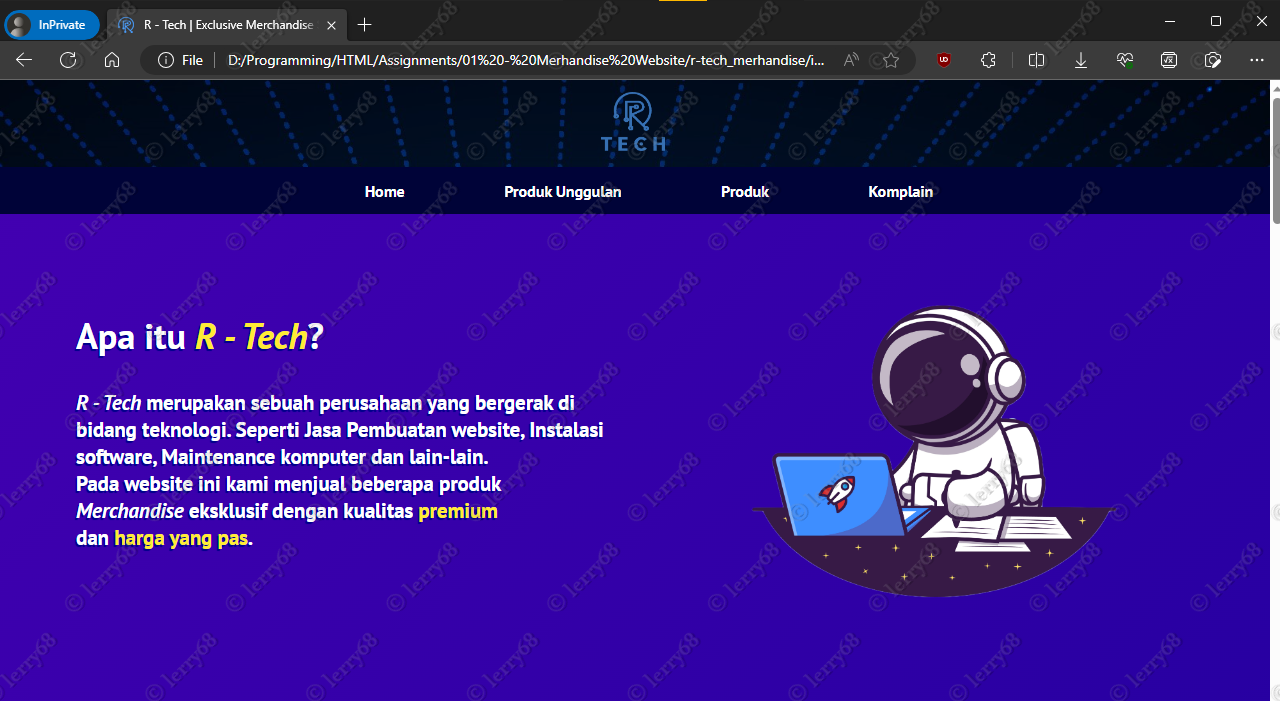 InPrivate
R - Tech | Exclusive Merchandise
File
D:/Programming/HTML/Assignments/01%20-%20Merhandise%20Website/r-tech_merhandise/i...
UD
R
TECH
Home Produk Unggulan Produk Komplain
Apa itu R - Tech?
R - Tech merupakan sebuah perusahaan yang bergerak di
bidang teknologi. Seperti Jasa Pembuatan website, Instalasi
software, Maintenance komputer dan lain-lain.
Pada website ini kami menjual beberapa produk
Merchandise eksklusif dengan kualitas premium
dan harga yang pas.
© lerry68